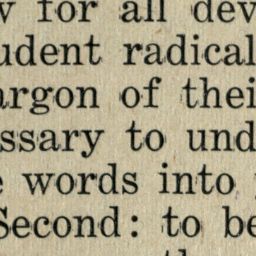 w for all dev
udent radical
argon of thei
ssary to und
e words into
Second: to be